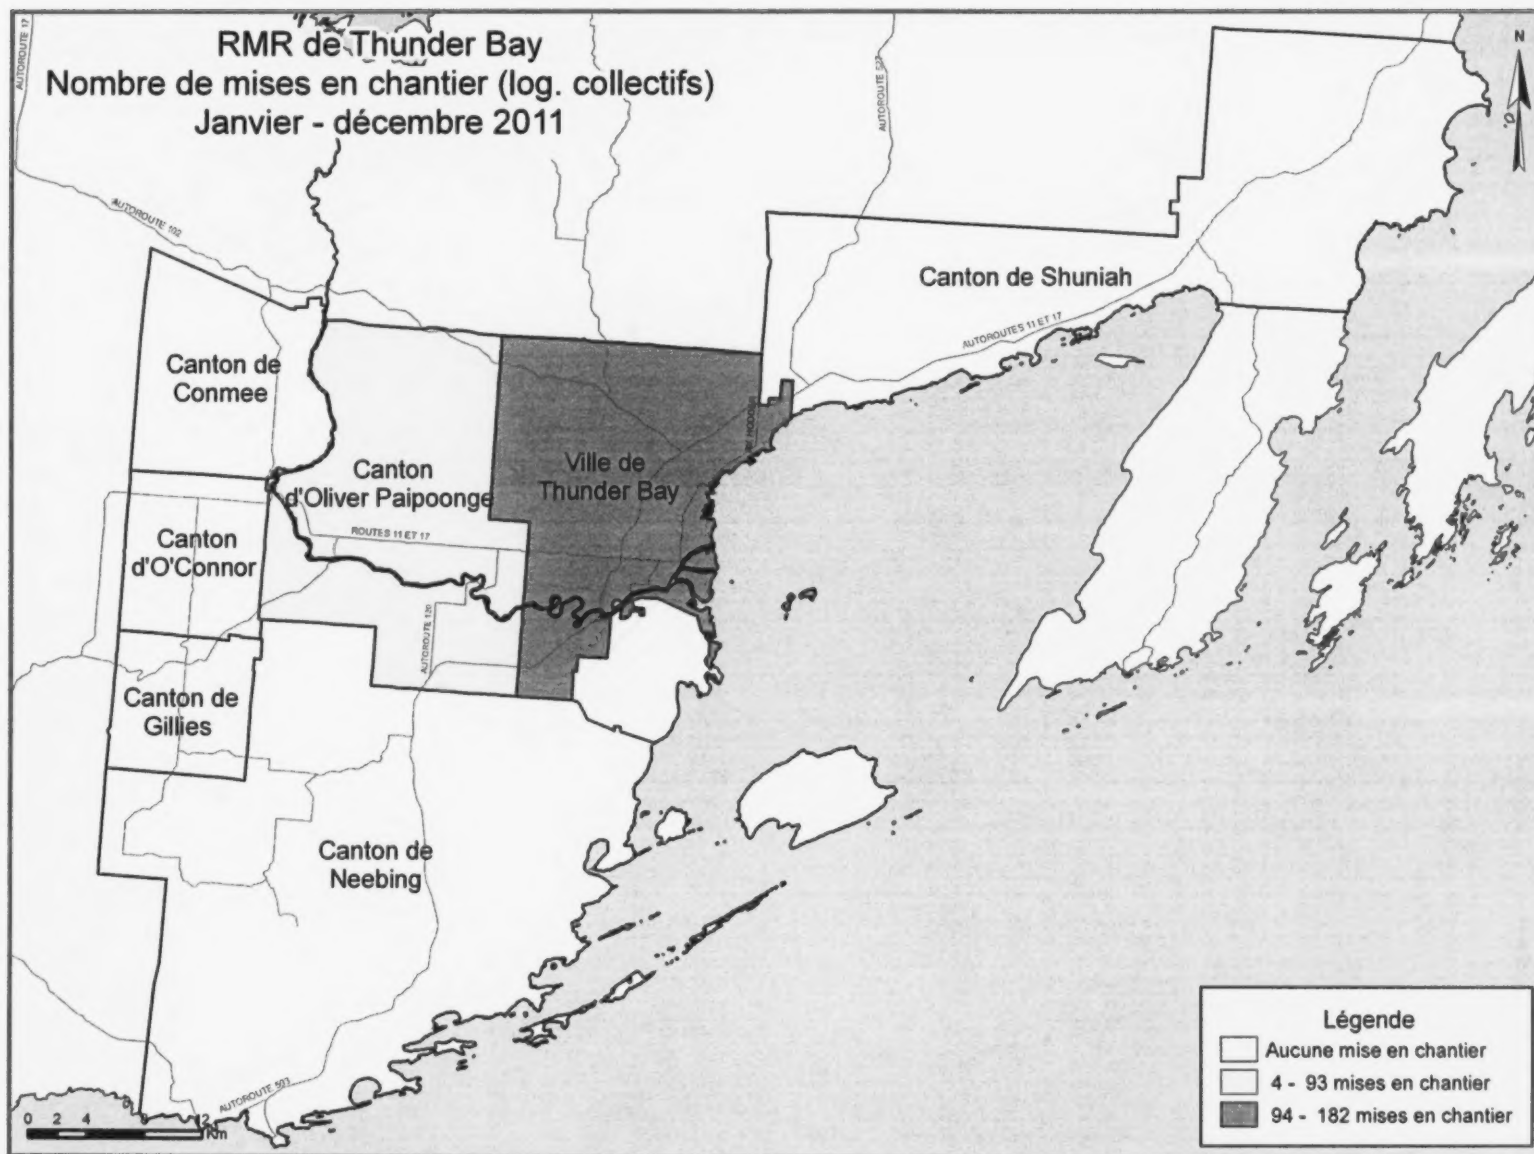 RMR de Thunder Bay
Nombre de mises en chantier (log. collectifs)
Janvier - décembre 2011
N
AUTOROUTE 17
AUTOROUTE 527
AUTOROUTE 102
Canton de Shuniah
AUTOROUTES 11 ET 17
Canton de
Conmee
Canton
d'Oliver Paipoonge
Ville de
Thunder Bay
ROUTES 11 ET 17
Canton
d'O'Connor
AUTOROUTE 130
Canton de
Gillies
Canton de
Neebing
AUTOROUTE 593
0 2 4 8 12
Km
Légende
Aucune mise en chantier
4 - 93 mises en chantier
94 - 182 mises en chantier